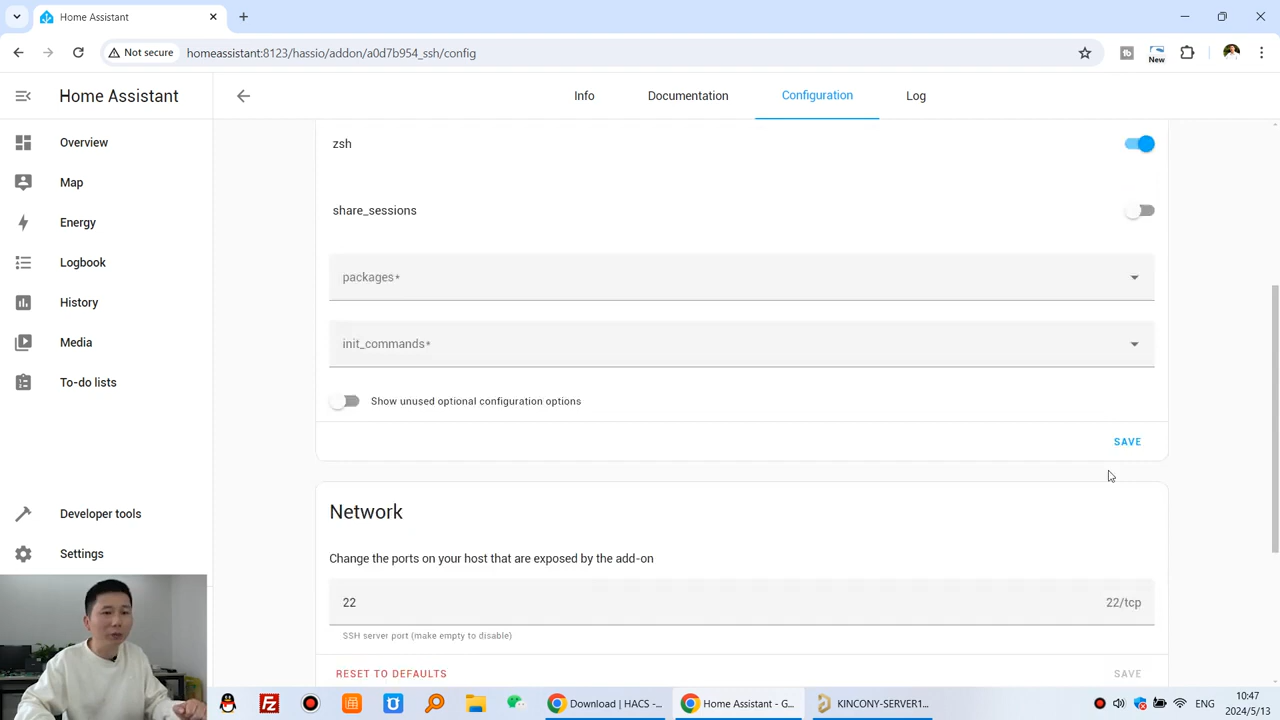 Home Assistant
Not secure
homeassistant:8123/hassio/addon/a0d7b954_ssh/config
New
Home Assistant
Info
Documentation
Configuration
Log
Overview
Map
Energy
Logbook
History
Media
To-do lists
Developer tools
Settings
zsh
share_sessions
packages*
init_commands*
Show unused optional configuration options
SAVE
Network
Change the ports on your host that are exposed by the add-on
22
22/tcp
SSH server port (make empty to disable)
RESET TO DEFAULTS
SAVE
Download | HACS -...
Home Assistant - G...
KINCONY-SERVER1...
ENG
10:47
2024/5/13